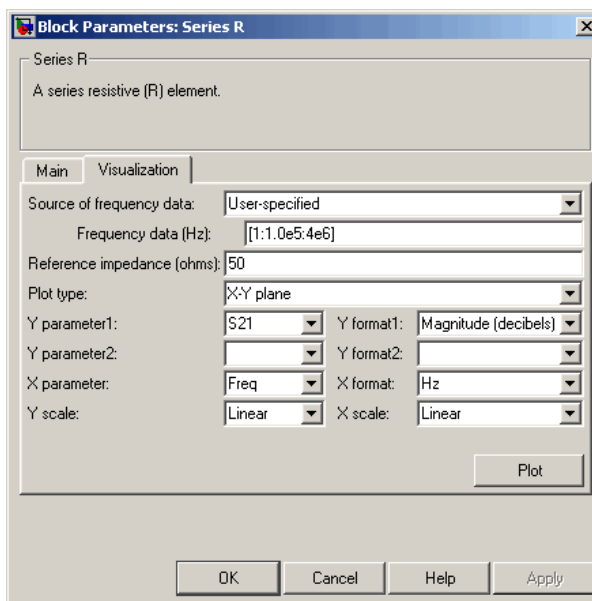 Block Parameters: Series R
Series R
A series resistive (R) element.
Main Visualization
Source of frequency data: User-specified
Frequency data (Hz): [1:1.0e5:4e6]
Reference impedance (ohms): 50
Plot type: X-Y plane
Y parameter1: S21 Y format1: Magnitude (decibels)
Y parameter2: Y format2:
X parameter: Freq X format: Hz
Y scale: Linear X scale: Linear
Plot
OK Cancel Help Apply